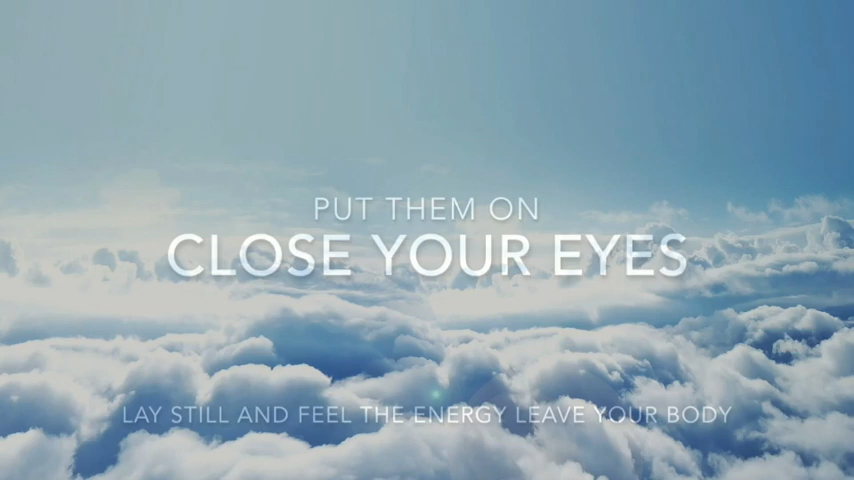 PUT THEM ON
CLOSE YOUR EYES
LAY STILL AND FEEL THE ENERGY LEAVE YOUR BODY